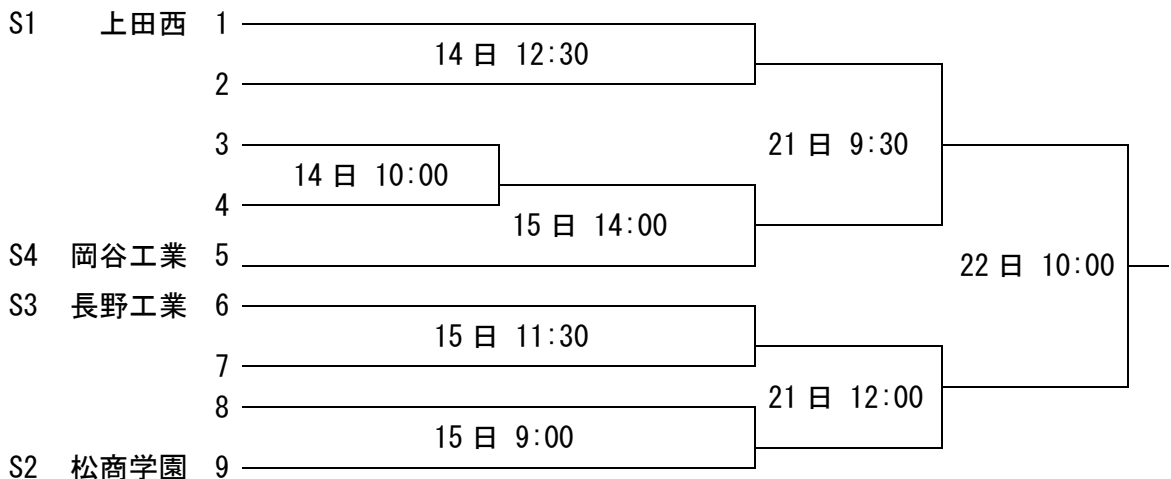 S1 上田西 1
14日 12:30
2
3
21日 9:30
14日 10:00
4
15日 14:00
S4 岡谷工業 5
22日 10:00
S3 長野工業 6
15日 11:30
7
21日 12:00
8
15日 9:00
S2 松商学園 9